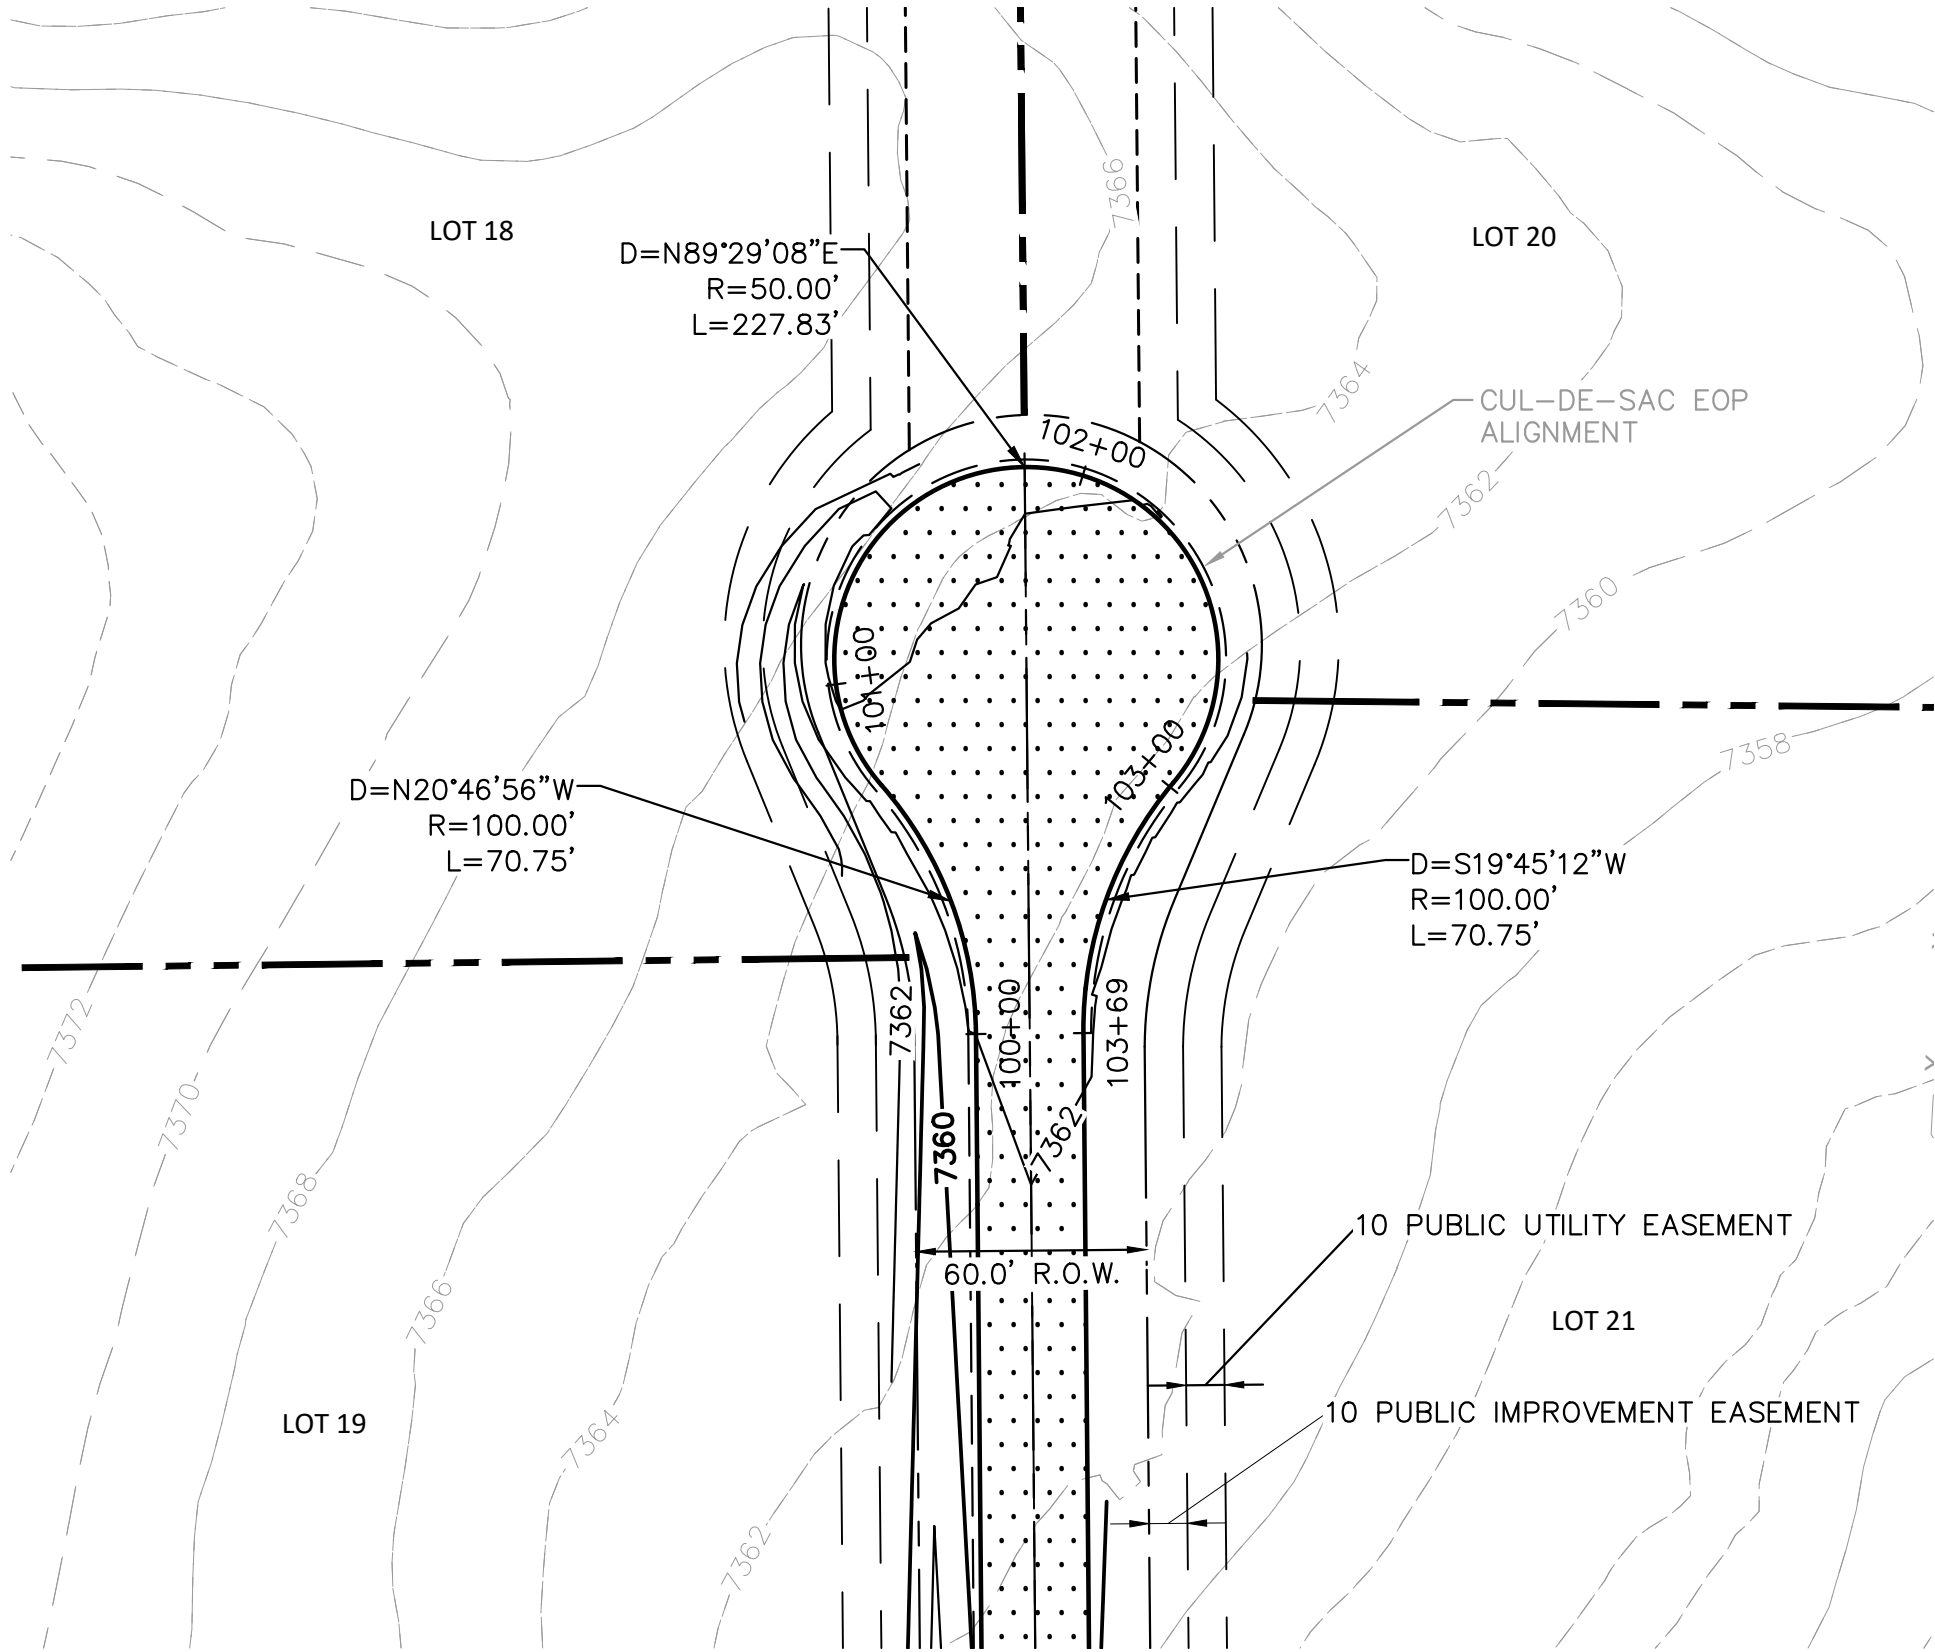 7366
LOT 18
LOT 20
D=N89°29'08"E
R=50.00'
L=227.83'
7364
CUL-DE-SAC EOP
ALIGNMENT
102+00
7362
7360
101+00
103+00
7358
D=N20°46'56"W
R=100.00'
L=70.75'
D=S19°45'12"W
R=100.00'
L=70.75'
7372
7362
100+00
103+69
7370
7360
7362
7368
10 PUBLIC UTILITY EASEMENT
60.0' R.O.W.
7366
LOT 21
LOT 19
7364
10 PUBLIC IMPROVEMENT EASEMENT
7362